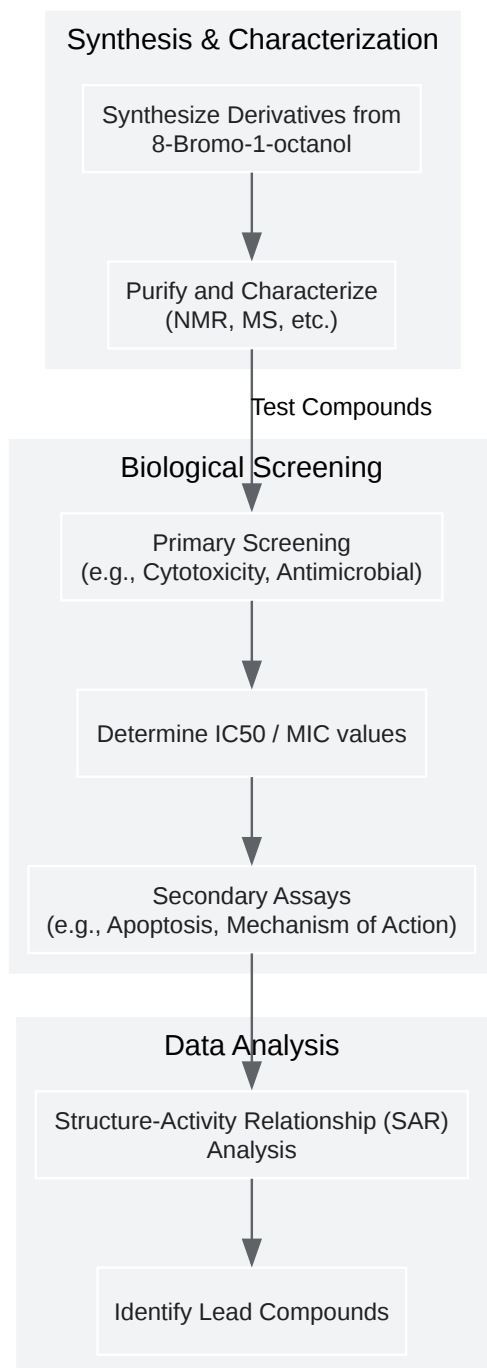 Synthesis & Characterization
Synthesize Derivatives from
8-Bromo-1-octanol
Purify and Characterize
(NMR, MS, etc.)
Test Compounds
Biological Screening
Primary Screening
(e.g., Cytotoxicity, Antimicrobial)
Determine IC50 / MIC values
Secondary Assays
(e.g., Apoptosis, Mechanism of Action)
Data Analysis
Structure-Activity Relationship (SAR)
Analysis
Identify Lead Compounds